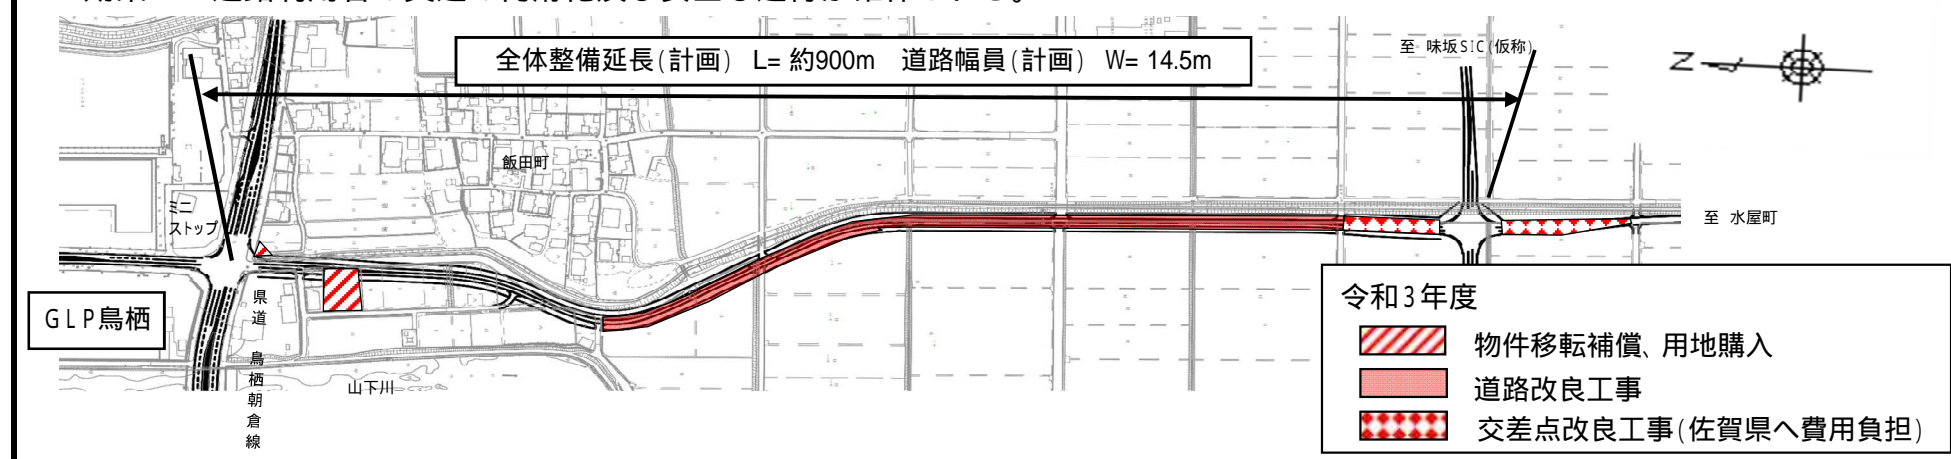 全体整備延長(計画) L= 約900m 道路幅員(計画) W= 14.5m
至 味坂SIC(仮称)
Z
飯田町
ミニ
ストップ
至 水屋町
GLP鳥栖
県道 鳥栖朝倉線
山下川
令和3年度
物件移転補償、用地購入
道路改良工事
交差点改良工事(佐賀県へ費用負担)